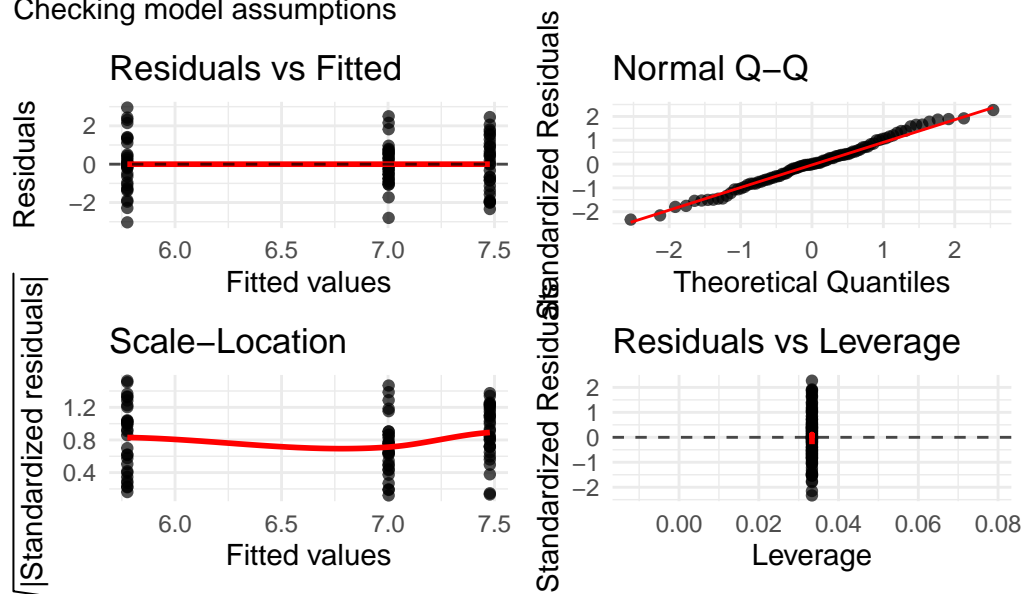 Checking model assumptions
Residuals vs Fitted
Residuals
2
0
−2
6.0 6.5 7.0 7.5
Fitted values
Normal Q−Q
Standardized Residuals
2
1
0
−1
−2
−2 −1 0 1 2
Theoretical Quantiles
Scale−Location
√|Standardized residuals|
1.2
0.8
0.4
6.0 6.5 7.0 7.5
Fitted values
Residuals vs Leverage
Standardized Residuals
2
1
0
−1
−2
0.00 0.02 0.04 0.06 0.08
Leverage